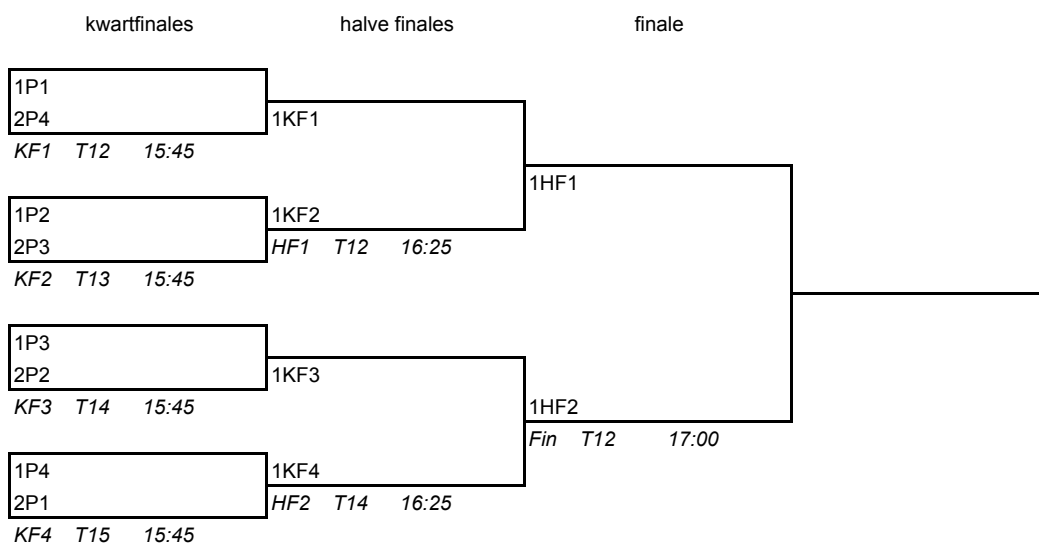 kwartfinales halve finales finale
1P1
2P4 1KF1
KF1 T12 15:45
1HF1
1P2 1KF2
2P3 HF1 T12 16:25
KF2 T13 15:45
1P3
2P2 1KF3
KF3 T14 15:45 1HF2
Fin T12 17:00
1P4 1KF4
2P1 HF2 T14 16:25
KF4 T15 15:45